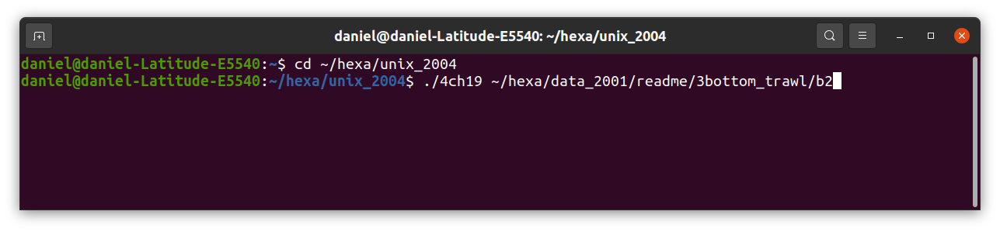 daniel@daniel-Latitude-E5540: ~/hexa/unix_2004
daniel@daniel-Latitude-E5540:~$ cd ~/hexa/unix_2004
daniel@daniel-Latitude-E5540:~/hexa/unix_2004$ ./4ch19 ~/hexa/data_2001/readme/3bottom_trawl/b2